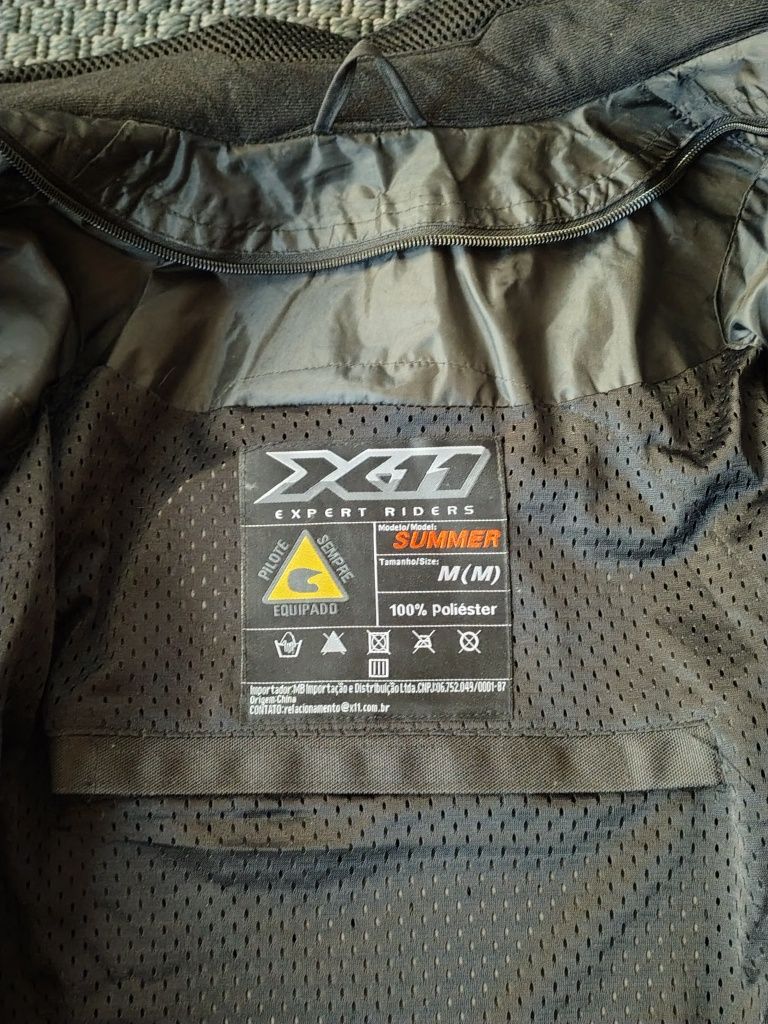 X-11
EXPERT RIDERS
PILOTE SEMPRE
EQUIPADO
Modelo/Model:
SUMMER
Tamanho/Size:
M(M)
100% Poliéster
Importador:MB Importação e Distribuição Ltda.CNPJ:06.752.049/0001-87
Origem:China
CONTATO:relacionamento@x11.com.br